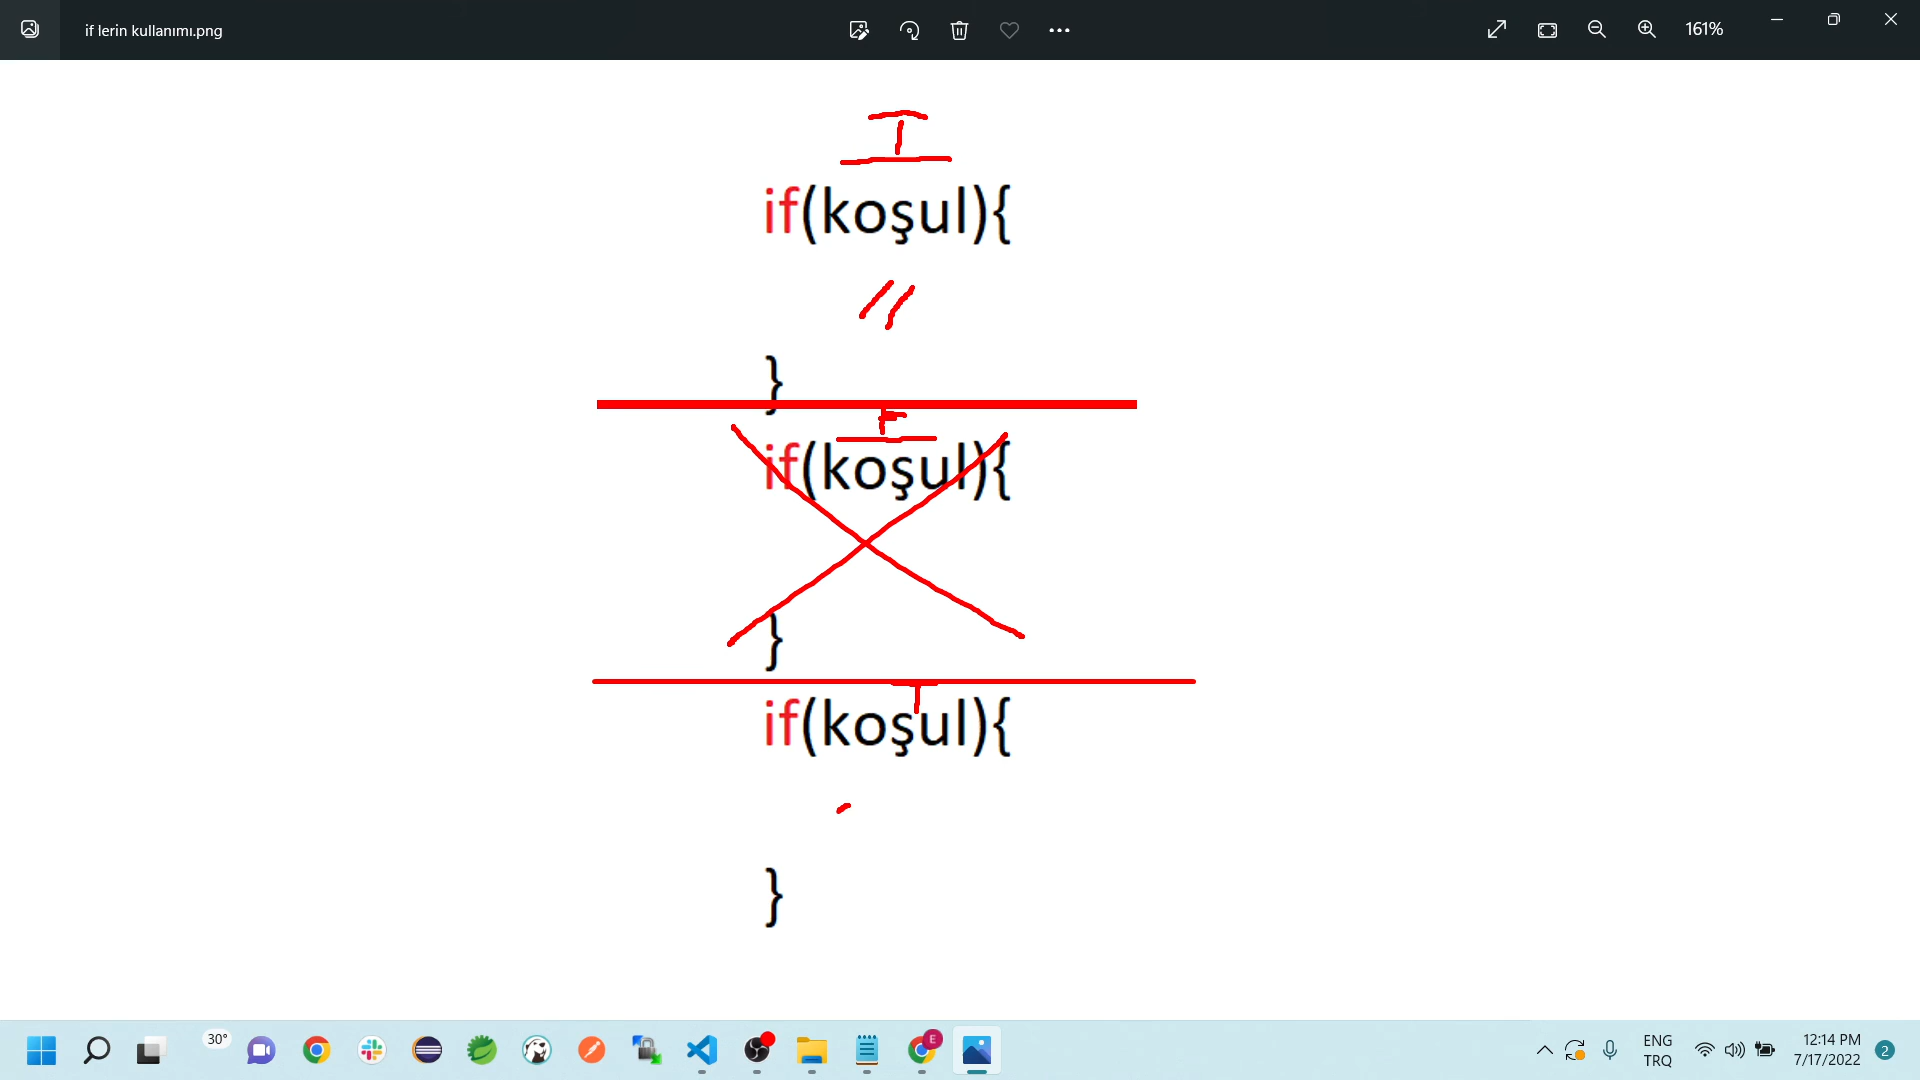 if lerin kullanımı.png
161%
T
if(koşul){
//
}
F
if(koşul){
}
T
if(koşul){
}
30°
E
ENG
TRQ
12:14 PM
7/17/2022
2